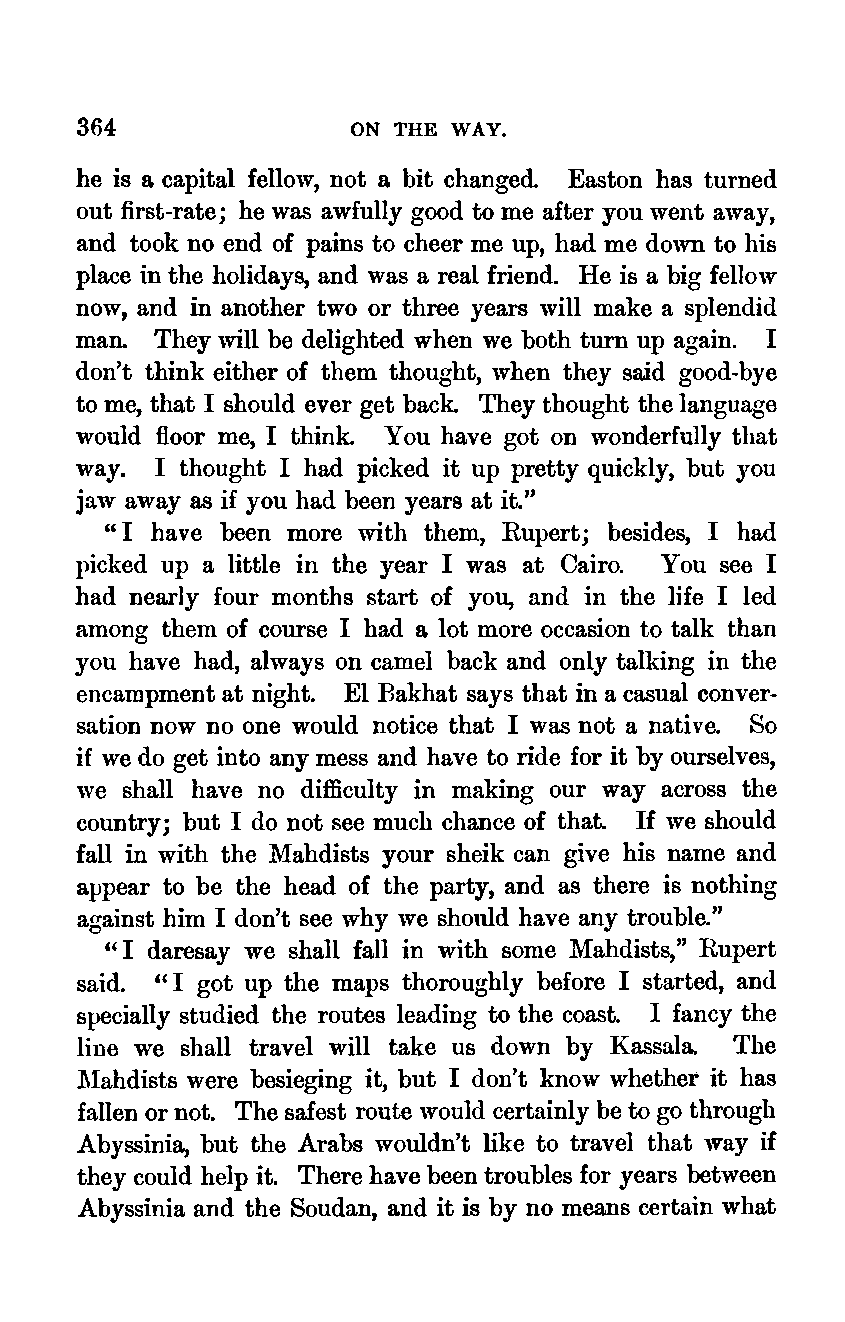 364 ON THE WAY.
he is a capital fellow, not a bit changed. Easton has turned
out first-rate; he was awfully good to me after you went away,
and took no end of pains to cheer me up, had me down to his
place in the holidays, and was a real friend. He is a big fellow
now, and in another two or three years will make a splendid
man. They will be delighted when we both turn up again. I
don't think either of them thought, when they said good-bye
to me, that I should ever get back. They thought the language
would floor me, I think. You have got on wonderfully that
way. I thought I had picked it up pretty quickly, but you
jaw away as if you had been years at it."
"I have been more with them, Rupert; besides, I had
picked up a little in the year I was at Cairo. You see I
had nearly four months start of you, and in the life I led
among them of course I had a lot more occasion to talk than
you have had, always on camel back and only talking in the
encampment at night. El Bakhat says that in a casual conver-
sation now no one would notice that I was not a native. So
if we do get into any mess and have to ride for it by ourselves,
we shall have no difficulty in making our way across the
country; but I do not see much chance of that. If we should
fall in with the Mahdists your sheik can give his name and
appear to be the head of the party, and as there is nothing
against him I don't see why we should have any trouble."
"I daresay we shall fall in with some Mahdists," Rupert
said. "I got up the maps thoroughly before I started, and
specially studied the routes leading to the coast. I fancy the
line we shall travel will take us down by Kassala. The
Mahdists were besieging it, but I don't know whether it has
fallen or not. The safest route would certainly be to go through
Abyssinia, but the Arabs wouldn't like to travel that way if
they could help it. There have been troubles for years between
Abyssinia and the Soudan, and it is by no means certain what